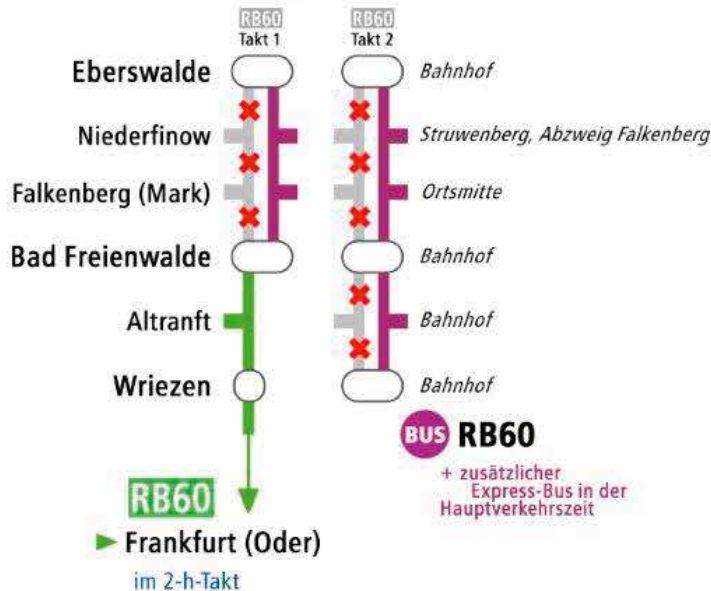 RB60 RB60
Takt 1 Takt 2
Eberswalde Bahnhof
Niederfinow Struwenberg, Abzweig Falkenberg
Falkenberg (Mark) Ortsmitte
Bad Freienwalde Bahnhof
Altranft Bahnhof
Wriezen Bahnhof
BUS RB60
+ zusätzlicher
Express-Bus in der
Hauptverkehrszeit
RB60
Frankfurt (Oder)
im 2-h-Takt